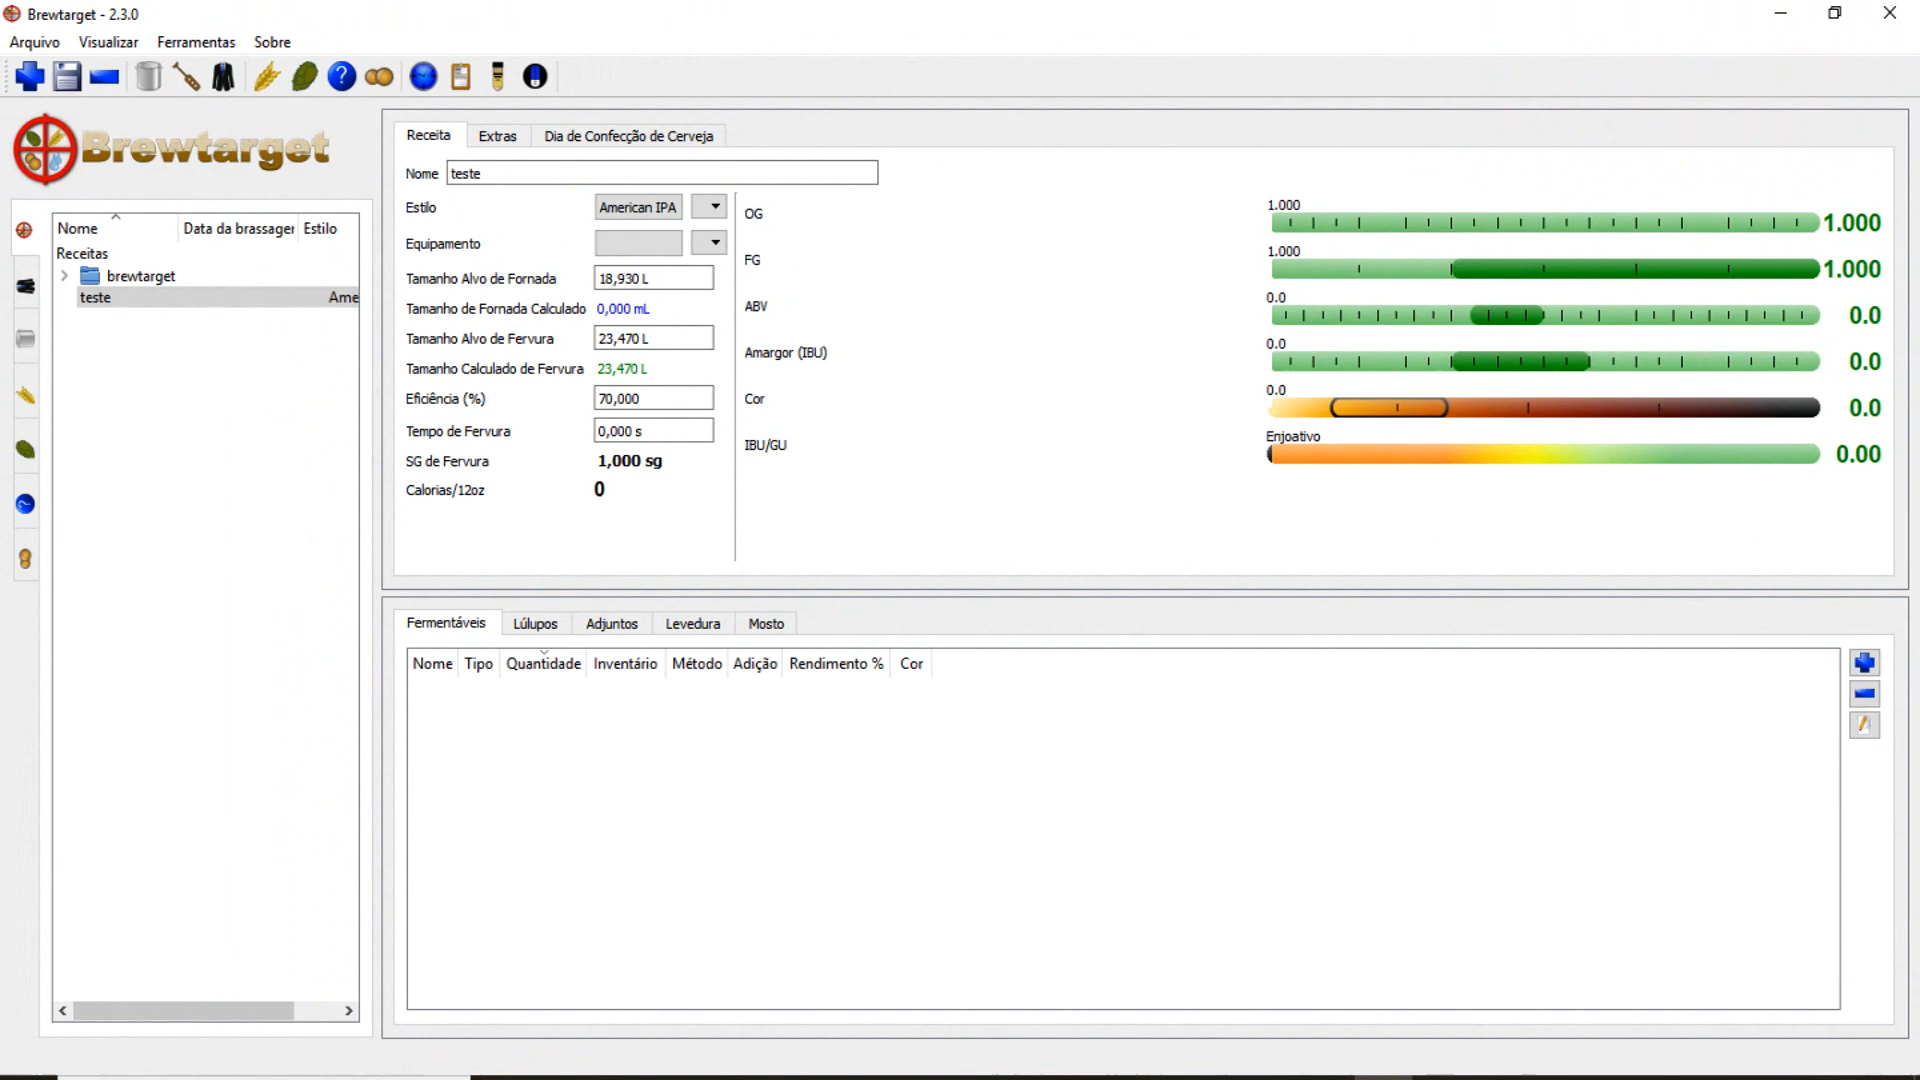 Brewtarget - 2.3.0
Arquivo Visualizar Ferramentas Sobre
Brewtarget
Nome Data da brassager Estilo
Receitas
brewtarget
teste Ame
Receita Extras Dia de Confecção de Cerveja
Nome teste
Estilo American IPA
Equipamento
Tamanho Alvo de Fornada 18,930 L
Tamanho de Fornada Calculado 0,000 mL
Tamanho Alvo de Fervura 23,470 L
Tamanho Calculado de Fervura 23,470 L
Eficiência (%) 70,000
Tempo de Fervura 0,000 s
SG de Fervura 1,000 sg
Calorias/12oz 0
OG 1.000 1.000
FG 1.000 1.000
ABV 0.0 0.0
Amargor (IBU) 0.0 0.0
Cor 0.0 0.0
IBU/GU Enjoativo 0.00
Fermentáveis Lúlupos Adjuntos Levedura Mosto
Nome Tipo Quantidade Inventário Método Adição Rendimento % Cor